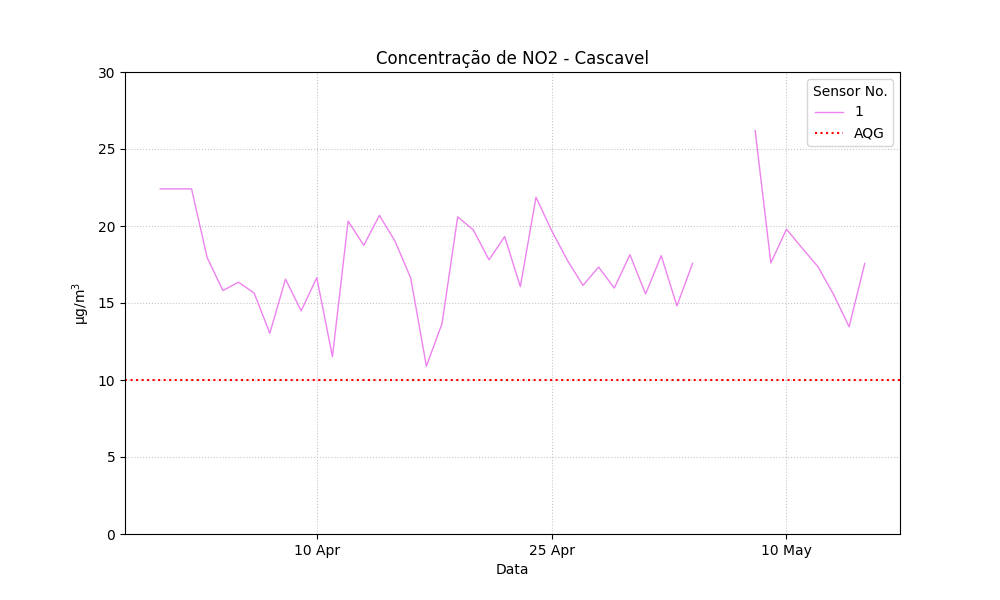 Concentração de NO2 - Cascavel
Sensor No.
1
AQG
30
25
20
15
10
5
0
µg/m³
10 Apr
25 Apr
10 May
Data